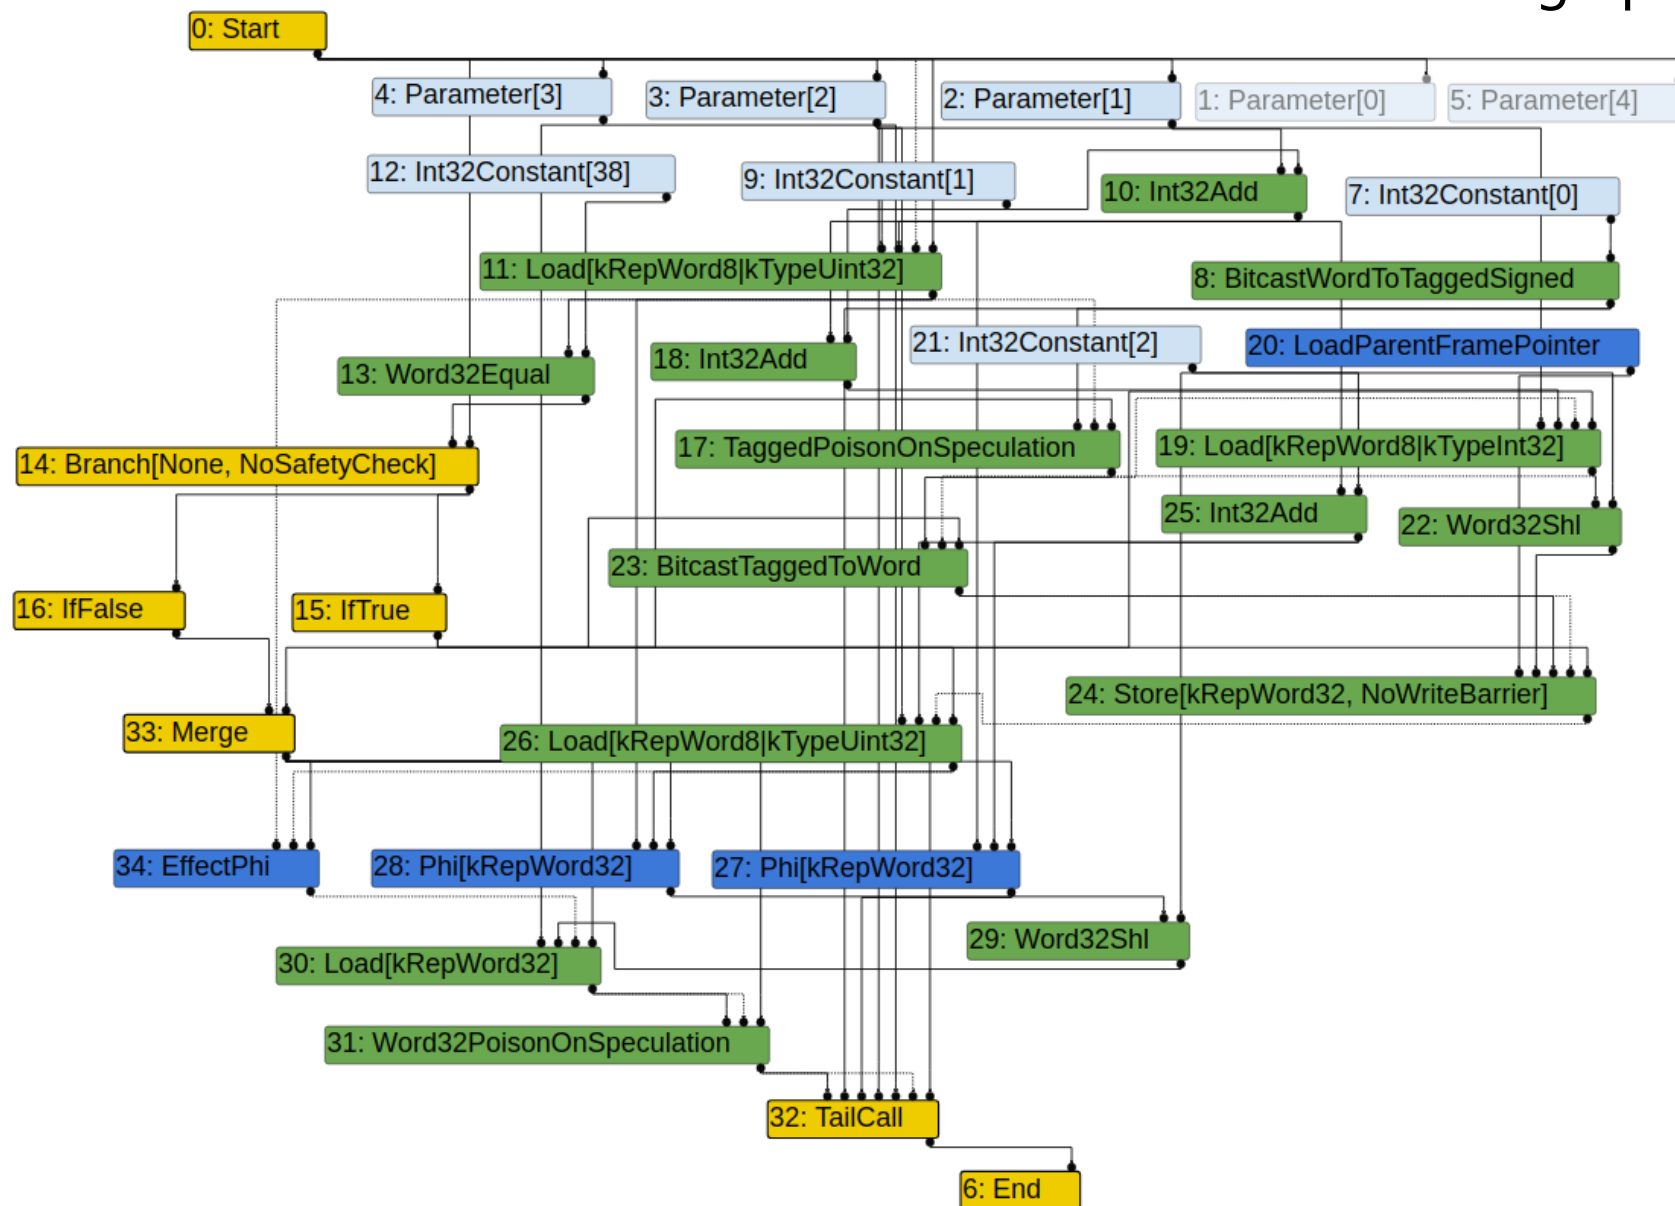 0: Start
4: Parameter[3]
3: Parameter[2]
2: Parameter[1]
1: Parameter[0]
5: Parameter[4]
12: Int32Constant[38]
9: Int32Constant[1]
10: Int32Add
7: Int32Constant[0]
11: Load[kRepWord8|kTypeUint32]
8: BitcastWordToTaggedSigned
13: Word32Equal
18: Int32Add
21: Int32Constant[2]
20: LoadParentFramePointer
14: Branch[None, NoSafetyCheck]
17: TaggedPoisonOnSpeculation
19: Load[kRepWord8|kTypeInt32]
25: Int32Add
22: Word32Shl
23: BitcastTaggedToWord
16: IfFalse
15: IfTrue
24: Store[kRepWord32, NoWriteBarrier]
33: Merge
26: Load[kRepWord8|kTypeUint32]
34: EffectPhi
28: Phi[kRepWord32]
27: Phi[kRepWord32]
29: Word32Shl
30: Load[kRepWord32]
31: Word32PoisonOnSpeculation
32: TailCall
6: End